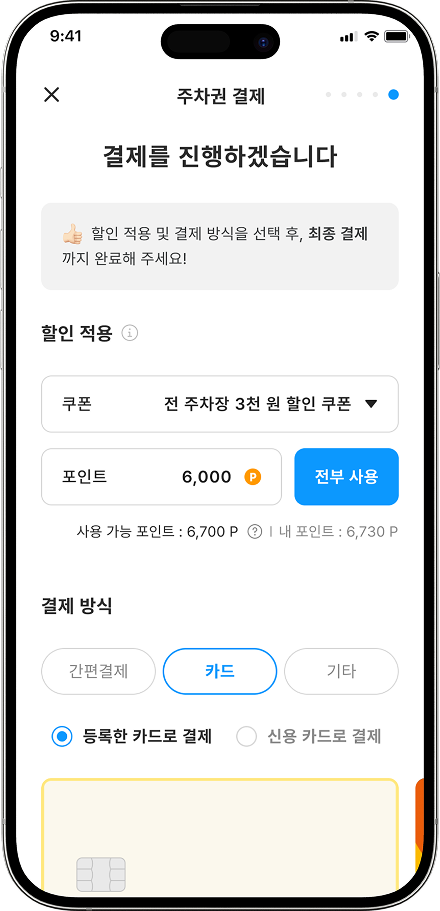 9:41
주차권 결제
결제를 진행하겠습니다
👍🏻 할인 적용 및 결제 방식을 선택 후, 최종 결제
까지 완료해 주세요!
할인 적용 ⓘ
쿠폰 전 주차장 3천 원 할인 쿠폰 ▼
포인트 6,000 P 전부 사용
사용 가능 포인트 : 6,700 P ? | 내 포인트 : 6,730 P
결제 방식
간편결제 카드 기타
등록한 카드로 결제 신용 카드로 결제